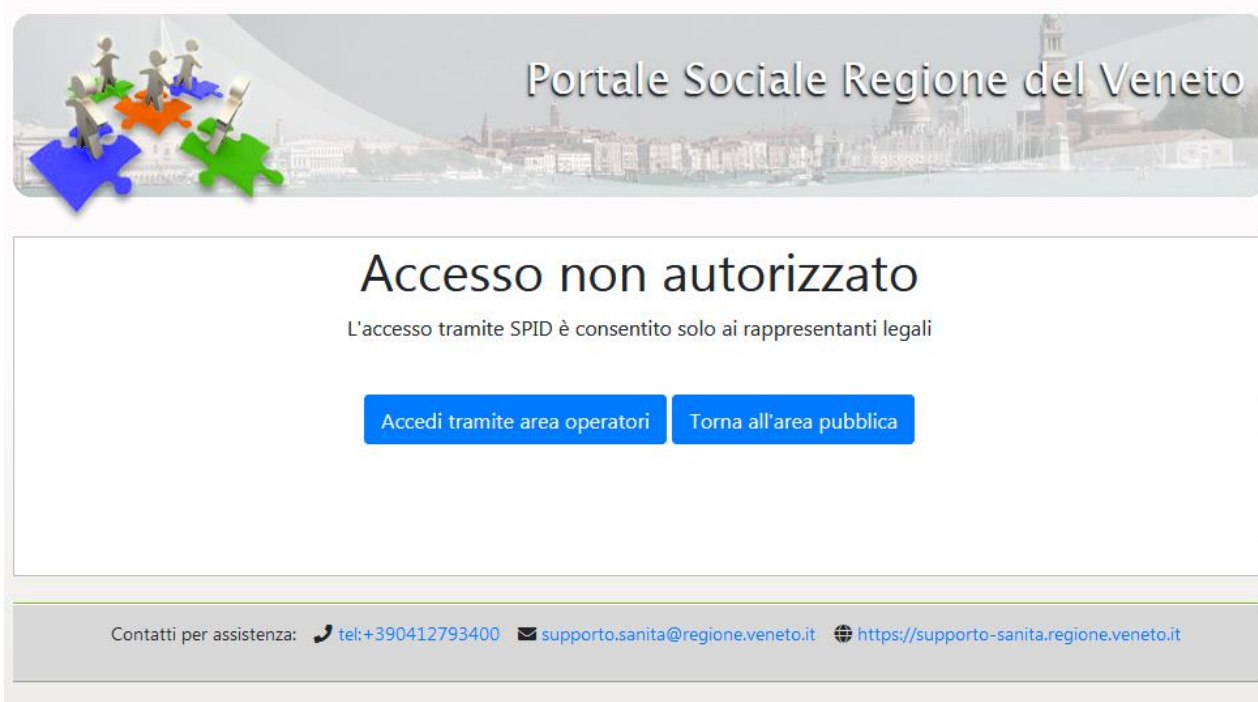 Portale Sociale Regione del Veneto
Accesso non autorizzato
L'accesso tramite SPID è consentito solo ai rappresentanti legali
Accedi tramite area operatori Torna all'area pubblica
Contatti per assistenza: tel:+390412793400 supporto.sanita@regione.veneto.it https://supporto-sanita.regione.veneto.it